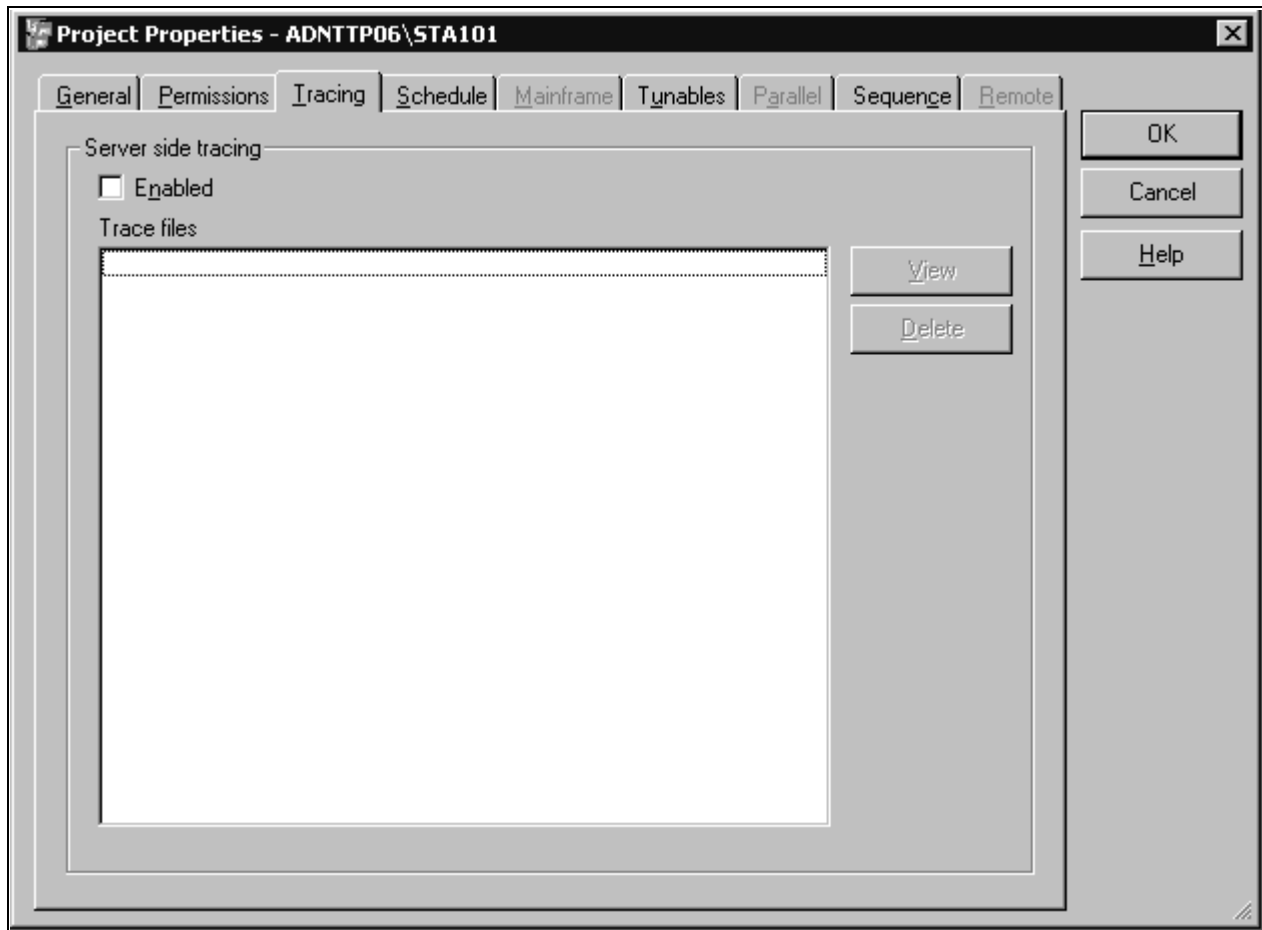 Project Properties - ADNTTP06\STA101
General Permissions Tracing Schedule Mainframe Tunables Parallel Sequence Remote
OK
Server side tracing
Enabled
Cancel
Trace files
View
Help
Delete